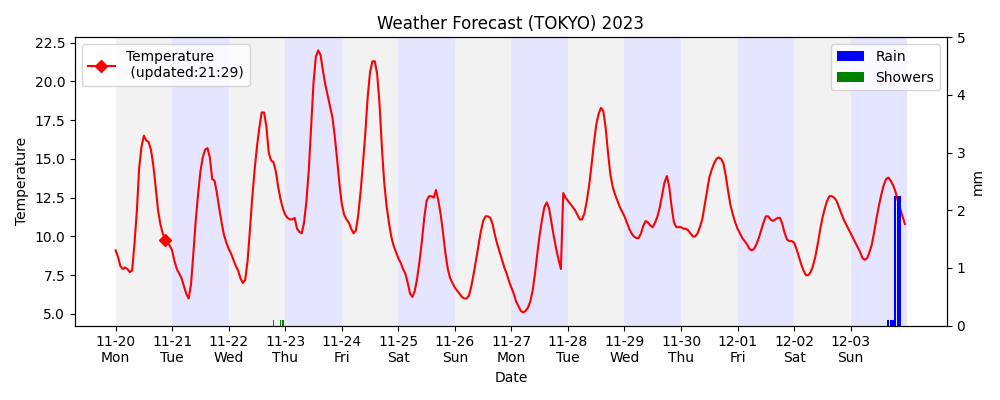 Weather Forecast (TOKYO) 2023
Temperature
(updated:21:29)
Rain
Showers
Temperature
22.5
20.0
17.5
15.0
12.5
10.0
7.5
5.0
5
4
3
2
1
0
mm
11-20 11-21 11-22 11-23 11-24 11-25 11-26 11-27 11-28 11-29 11-30 12-01 12-02 12-03
Mon Tue Wed Thu Fri Sat Sun Mon Tue Wed Thu Fri Sat Sun
Date